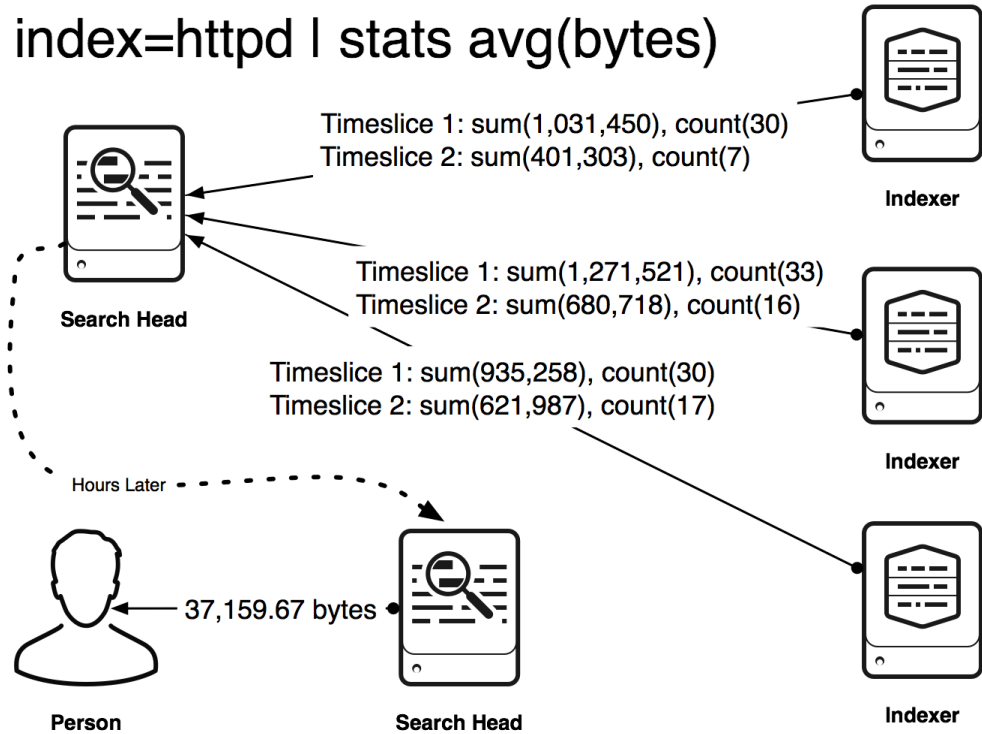 index=httpd | stats avg(bytes)
Timeslice 1: sum(1,031,450), count(30)
Timeslice 2: sum(401,303), count(7)
Indexer
Search Head
Timeslice 1: sum(1,271,521), count(33)
Timeslice 2: sum(680,718), count(16)
Timeslice 1: sum(935,258), count(30)
Timeslice 2: sum(621,987), count(17)
Indexer
Hours Later
37,159.67 bytes
Person
Search Head
Indexer